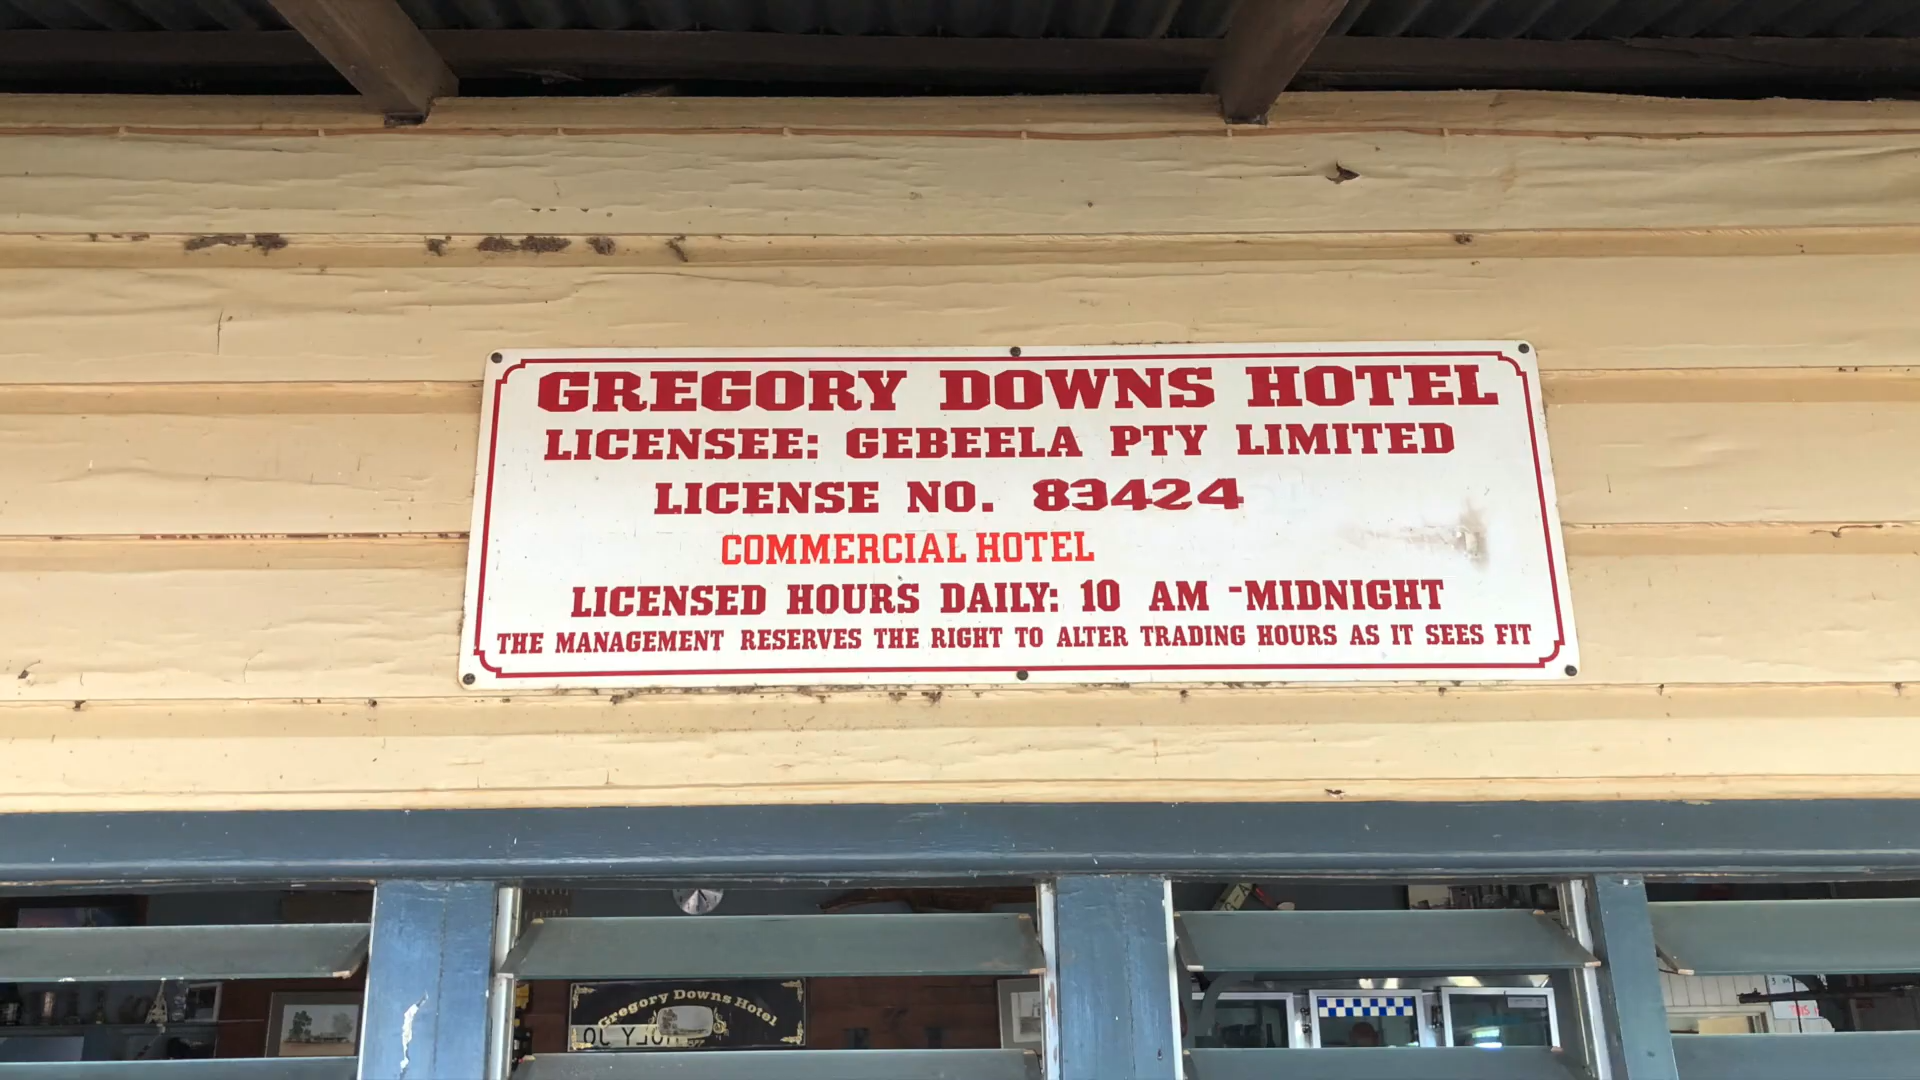 GREGORY DOWNS HOTEL
LICENSEE: GEBEELA PTY LIMITED
LICENSE NO. 83424
COMMERCIAL HOTEL
LICENSED HOURS DAILY: 10 AM -MIDNIGHT
THE MANAGEMENT RESERVES THE RIGHT TO ALTER TRADING HOURS AS IT SEES FIT
Gregory Downs Hotel